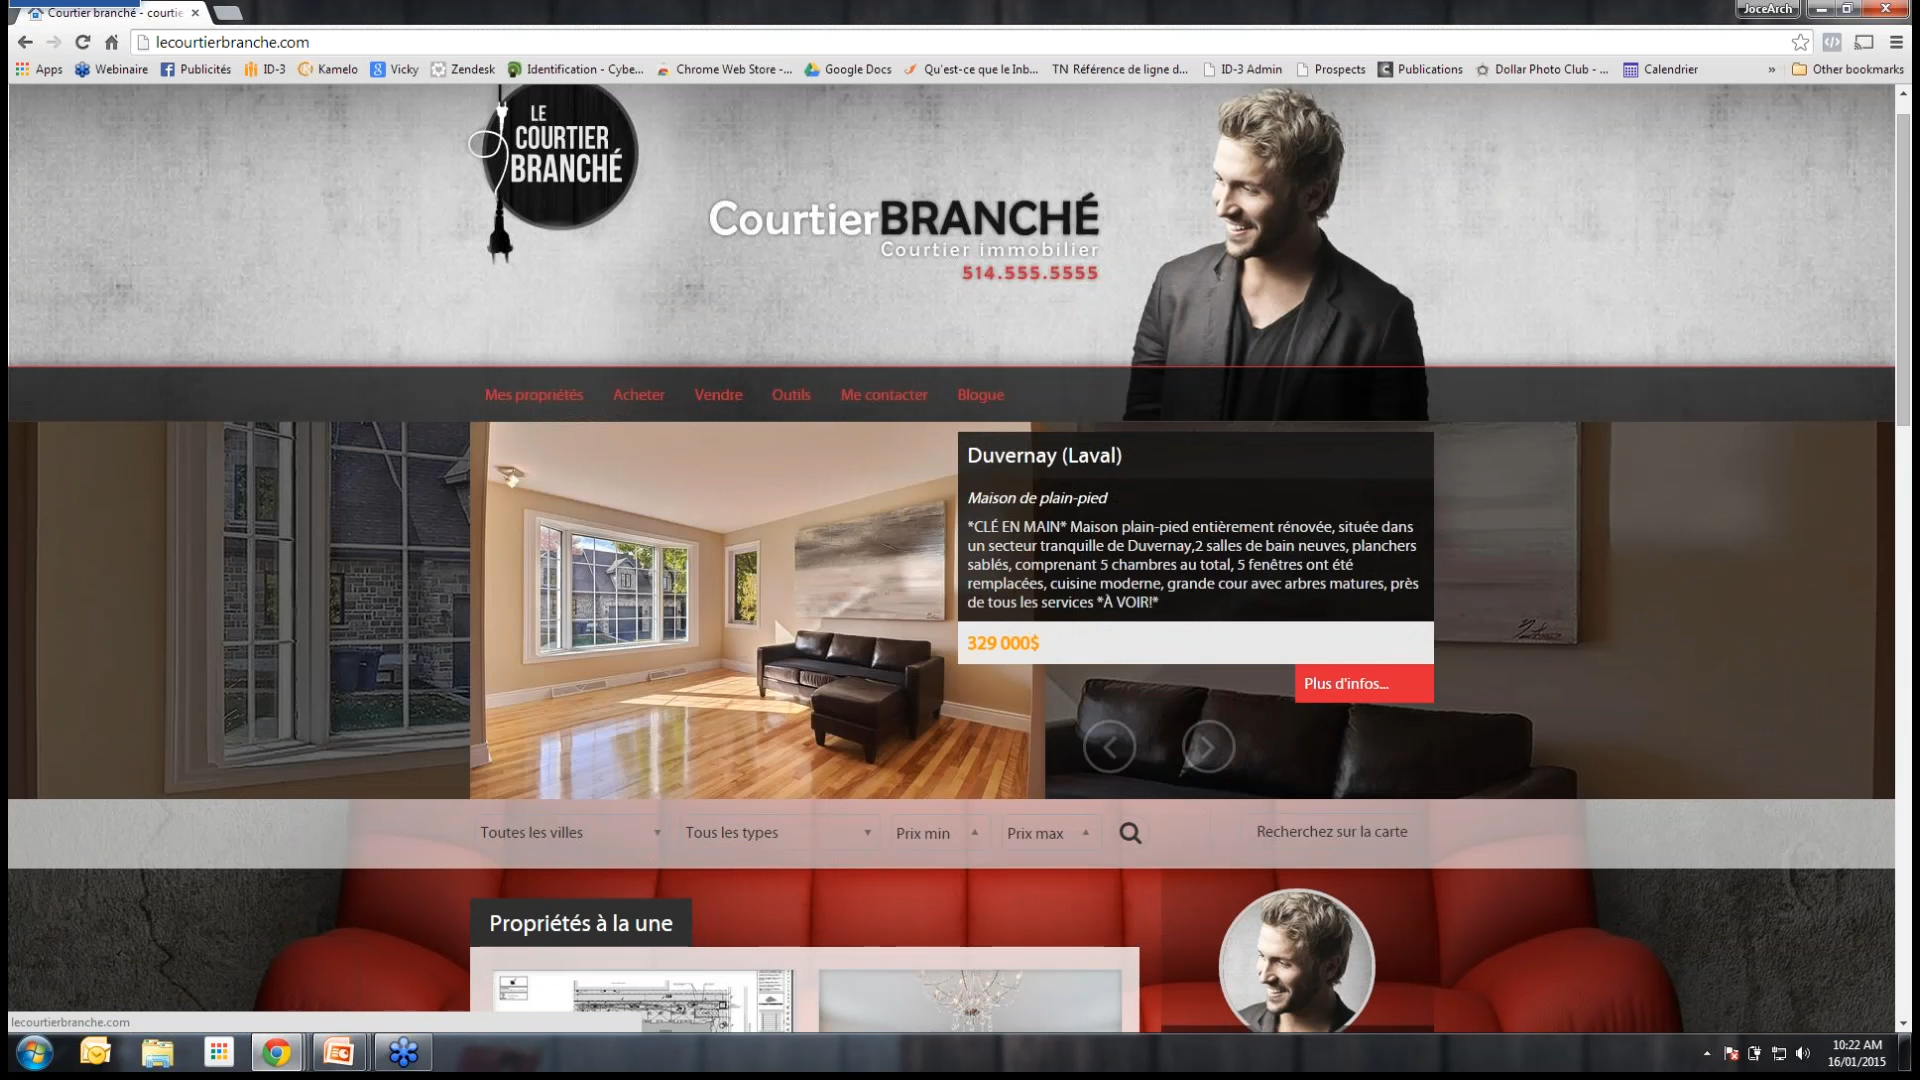 Courtier branché - courtie
JoceArch
lecourtierbranche.com
Apps Webinaire Publicités ID-3 Kamelo Vicky Zendesk Identification - Cybe... Chrome Web Store -... Google Docs Qu'est-ce que le Inb... TN Référence de ligne d... ID-3 Admin Prospects Publications Dollar Photo Club - ... Calendrier » Other bookmarks
LE
COURTIER
BRANCHÉ
CourtierBRANCHÉ
Courtier immobilier
514.555.5555
Mes propriétés Acheter Vendre Outils Me contacter Blogue
Duvernay (Laval)
Maison de plain-pied
*CLÉ EN MAIN* Maison plain-pied entièrement rénovée, située dans
un secteur tranquille de Duvernay,2 salles de bain neuves, planchers
sablés, comprenant 5 chambres au total, 5 fenêtres ont été
remplacées, cuisine moderne, grande cour avec arbres matures, près
de tous les services *À VOIR!*
329 000$
Plus d'infos...
Toutes les villes Tous les types Prix min Prix max Recherchez sur la carte
Propriétés à la une
lecourtierbranche.com
10:22 AM
16/01/2015